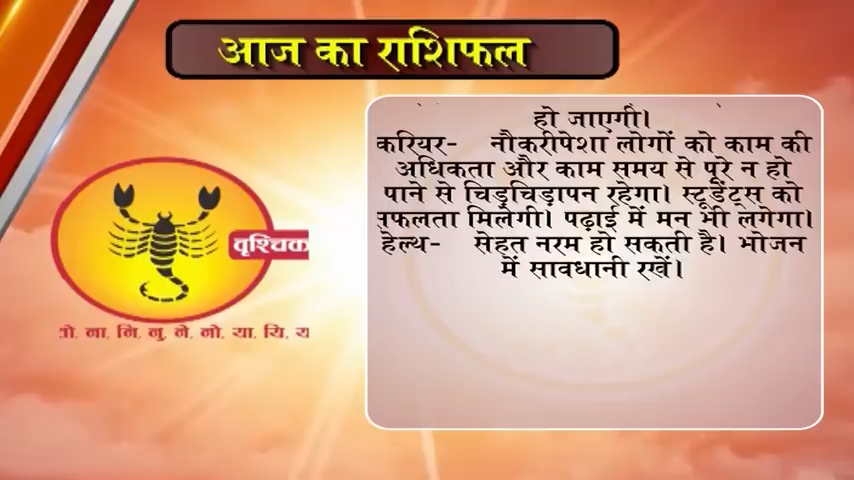 आज का राशिफल
हो जाएगी।
करियर- नौकरीपेशा लोगों को काम की
अधिकता और काम समय से पूरे न हो
पाने से चिड़चिड़ापन रहेगा। स्टूडेंट्स को
सफलता मिलेगी। पढ़ाई में मन भी लगेगा।
हेल्थ- सेहत नरम हो सकती है। भोजन
में सावधानी रखें।
वृश्चिक
ना, नि, नु, ने, नो, या, यि,